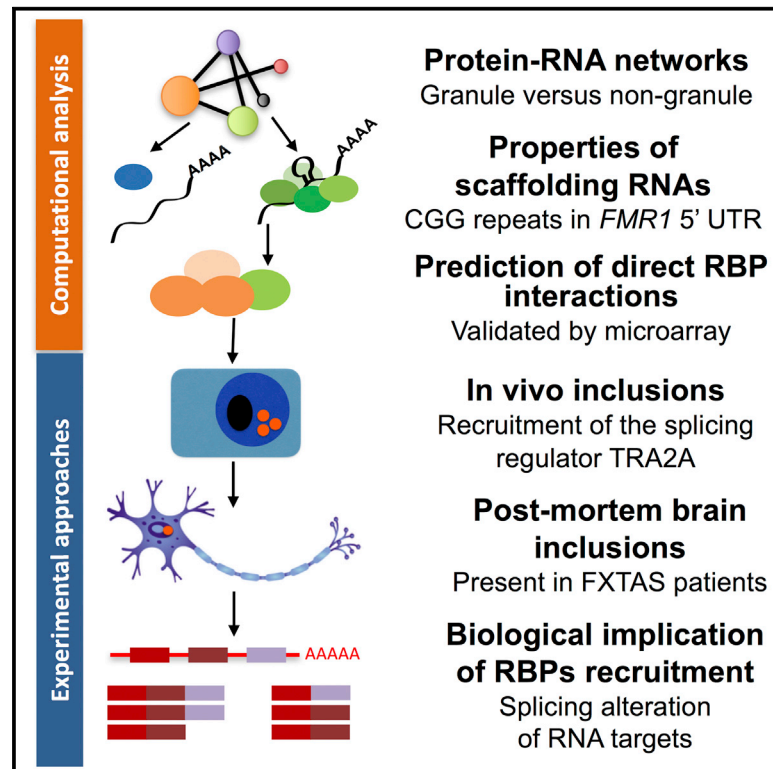 Computational analysis
Experimental approaches
AAAA
AAAA
AAAAA
Protein-RNA networks
Granule versus non-granule
Properties of
scaffolding RNAs
CGG repeats in FMR1 5' UTR
Prediction of direct RBP
interactions
Validated by microarray
In vivo inclusions
Recruitment of the splicing
regulator TRA2A
Post-mortem brain
inclusions
Present in FXTAS patients
Biological implication
of RBPs recruitment
Splicing alteration
of RNA targets